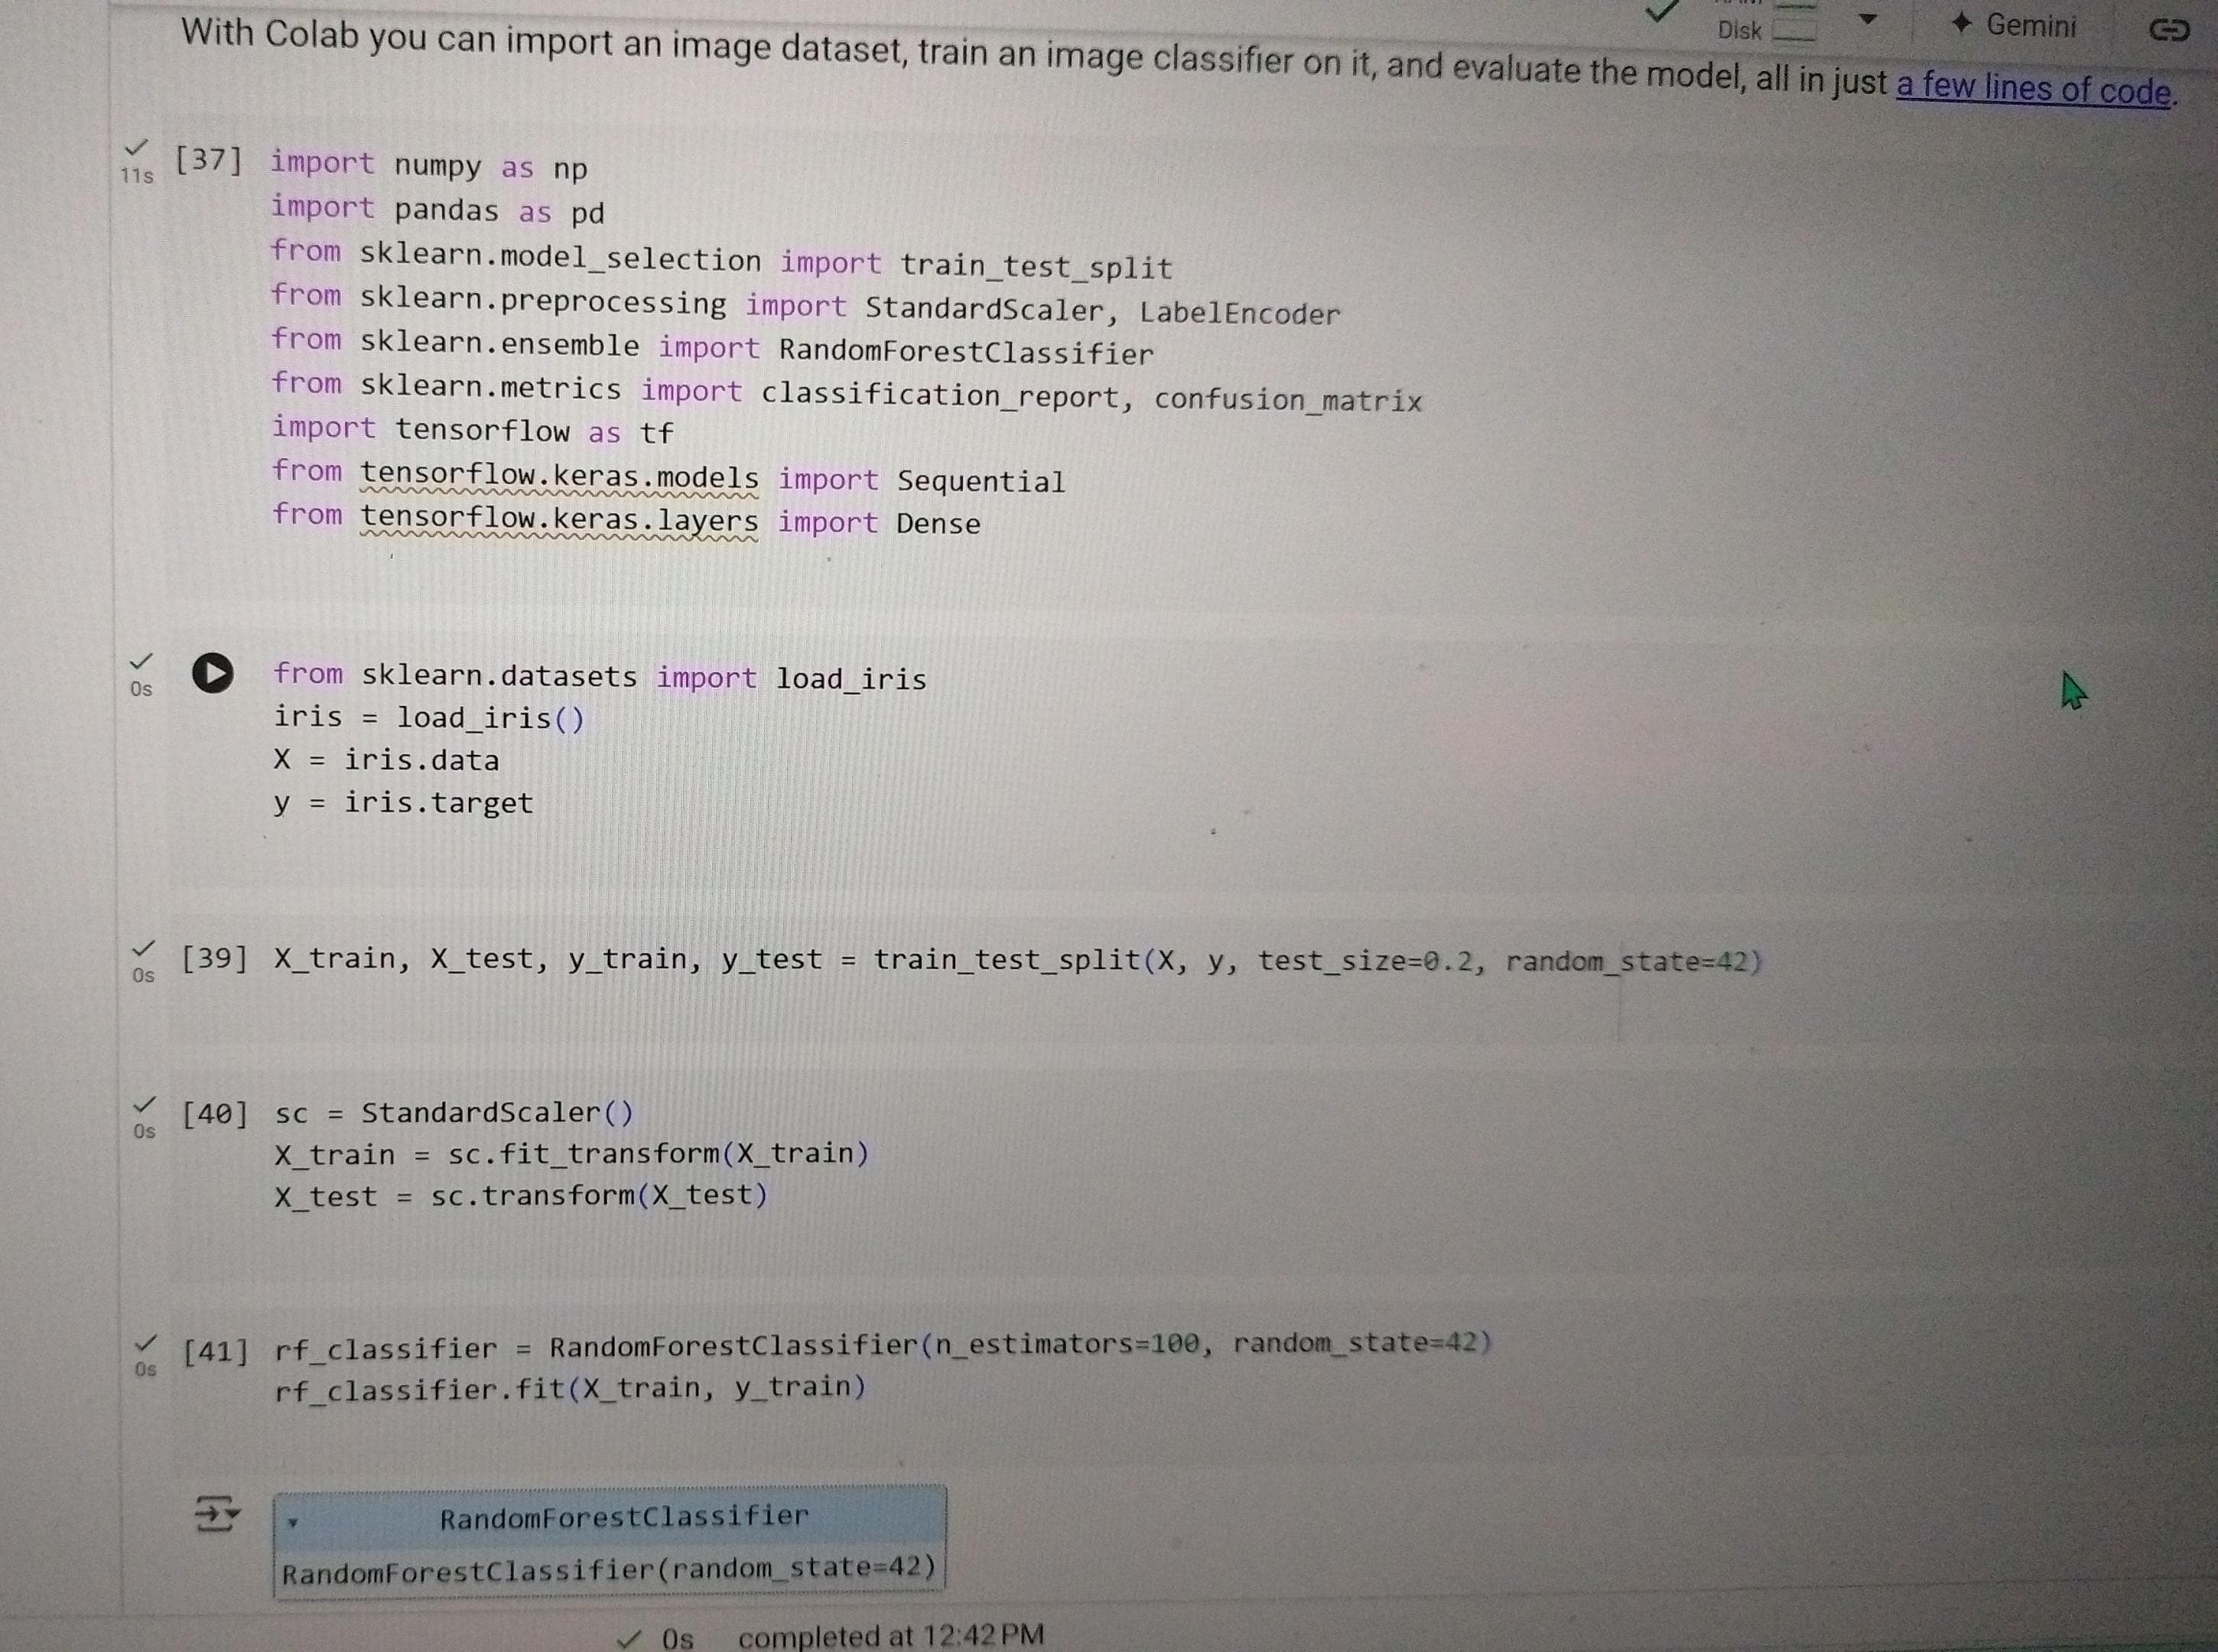 Disk
Gemini
With Colab you can import an image dataset, train an image classifier on it, and evaluate the model, all in just a few lines of code.
11s
[37] import numpy as np
import pandas as pd
from sklearn.model_selection import train_test_split
from sklearn.preprocessing import StandardScaler, LabelEncoder
from sklearn.ensemble import RandomForestClassifier
from sklearn.metrics import classification_report, confusion_matrix
import tensorflow as tf
from tensorflow.keras.models import Sequential
from tensorflow.keras.layers import Dense
0s
from sklearn.datasets import load_iris
iris = load_iris()
X = iris.data
y = iris.target
0s
[39] X_train, X_test, y_train, y_test = train_test_split(X, y, test_size=0.2, random_state=42)
0s
[40] sc = StandardScaler()
X_train = sc.fit_transform(X_train)
X_test = sc.transform(X_test)
0s
[41] rf_classifier = RandomForestClassifier(n_estimators=100, random_state=42)
rf_classifier.fit(X_train, y_train)
RandomForestClassifier
RandomForestClassifier(random_state=42)
0s completed at 12:42 PM